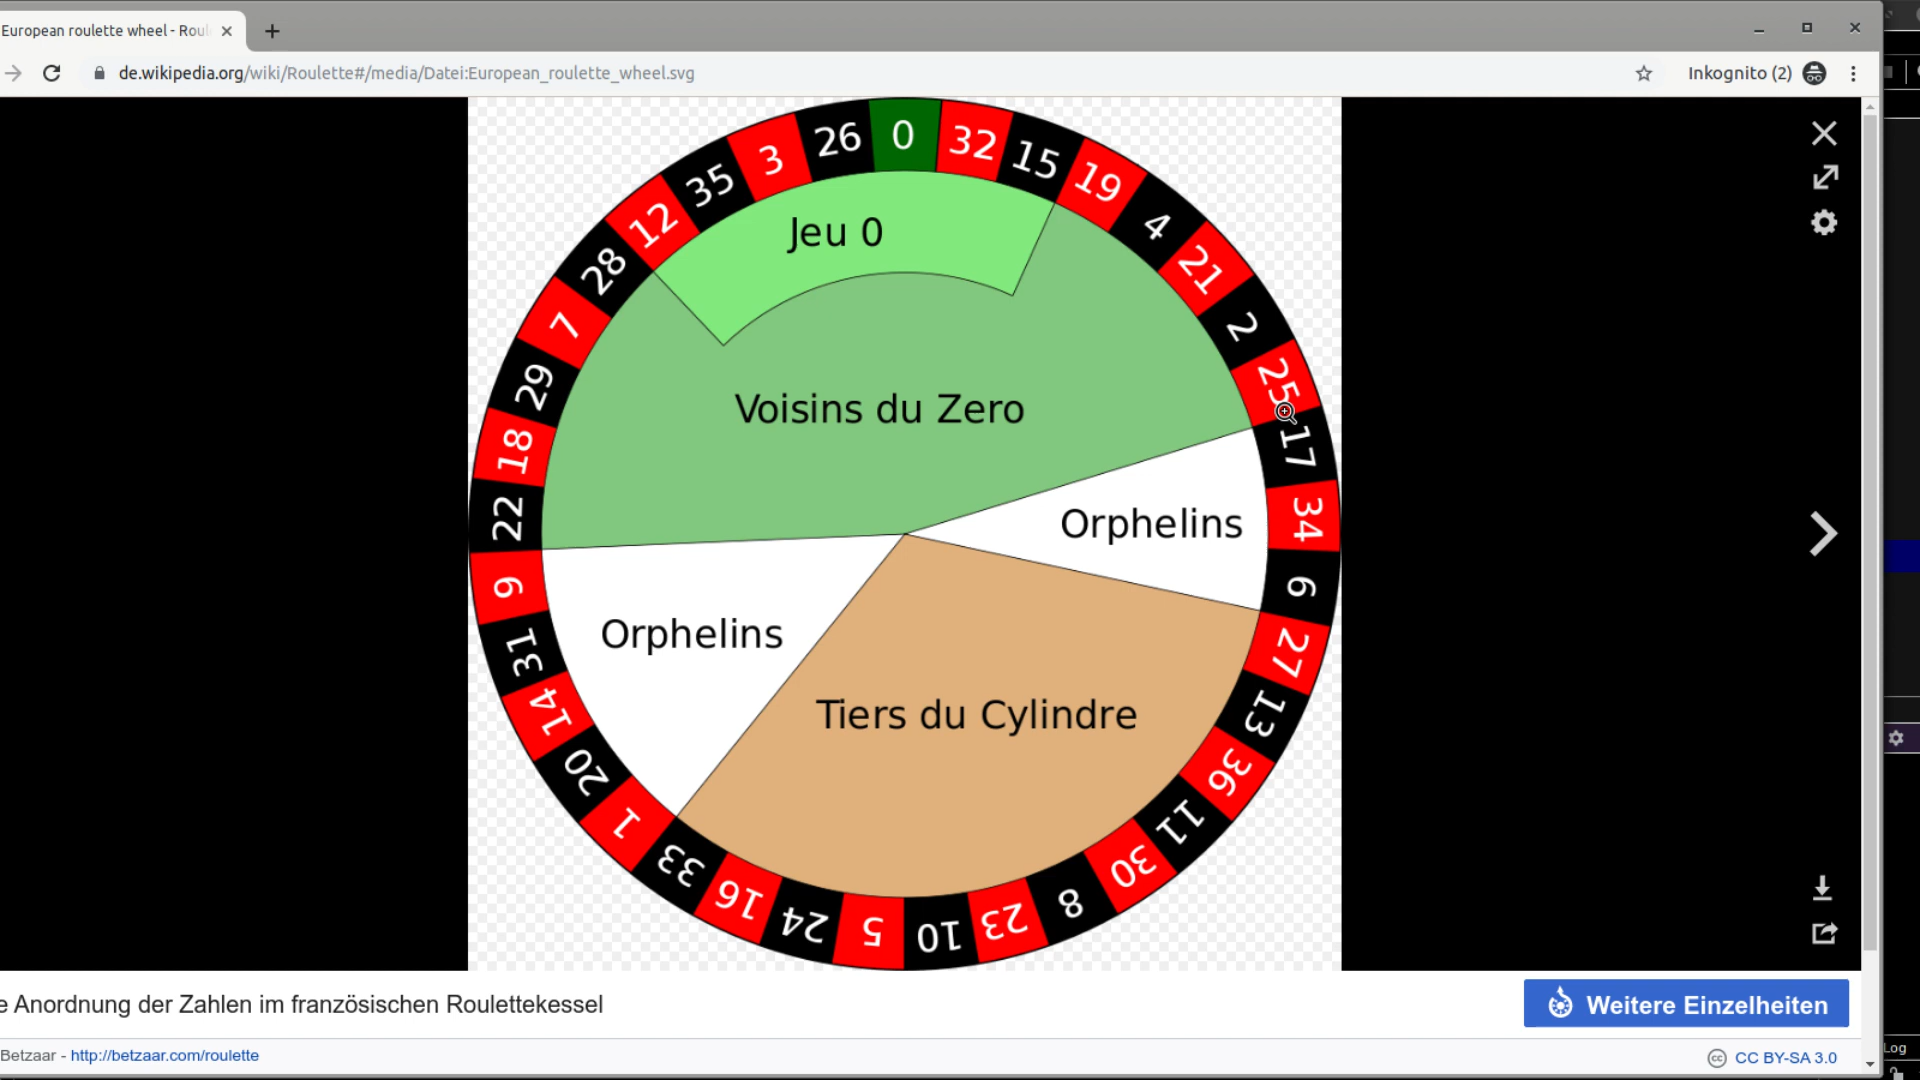 European roulette wheel - Roul
de.wikipedia.org/wiki/Roulette#/media/Datei:European_roulette_wheel.svg
Inkognito (2)
0
32
15
19
4
21
2
25
17
34
6
27
13
36
11
30
8
23
10
5
24
16
33
1
20
14
31
9
22
18
29
7
28
12
35
3
26
Jeu 0
Voisins du Zero
Orphelins
Orphelins
Tiers du Cylindre
e Anordnung der Zahlen im französischen Roulettekessel
Weitere Einzelheiten
Betzaar - http://betzaar.com/roulette
CC BY-SA 3.0
Log